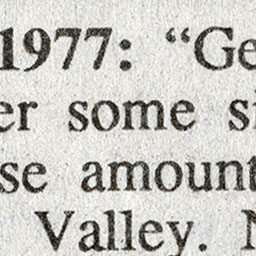 1977: “Ge
er some si
se amount
Valley. N